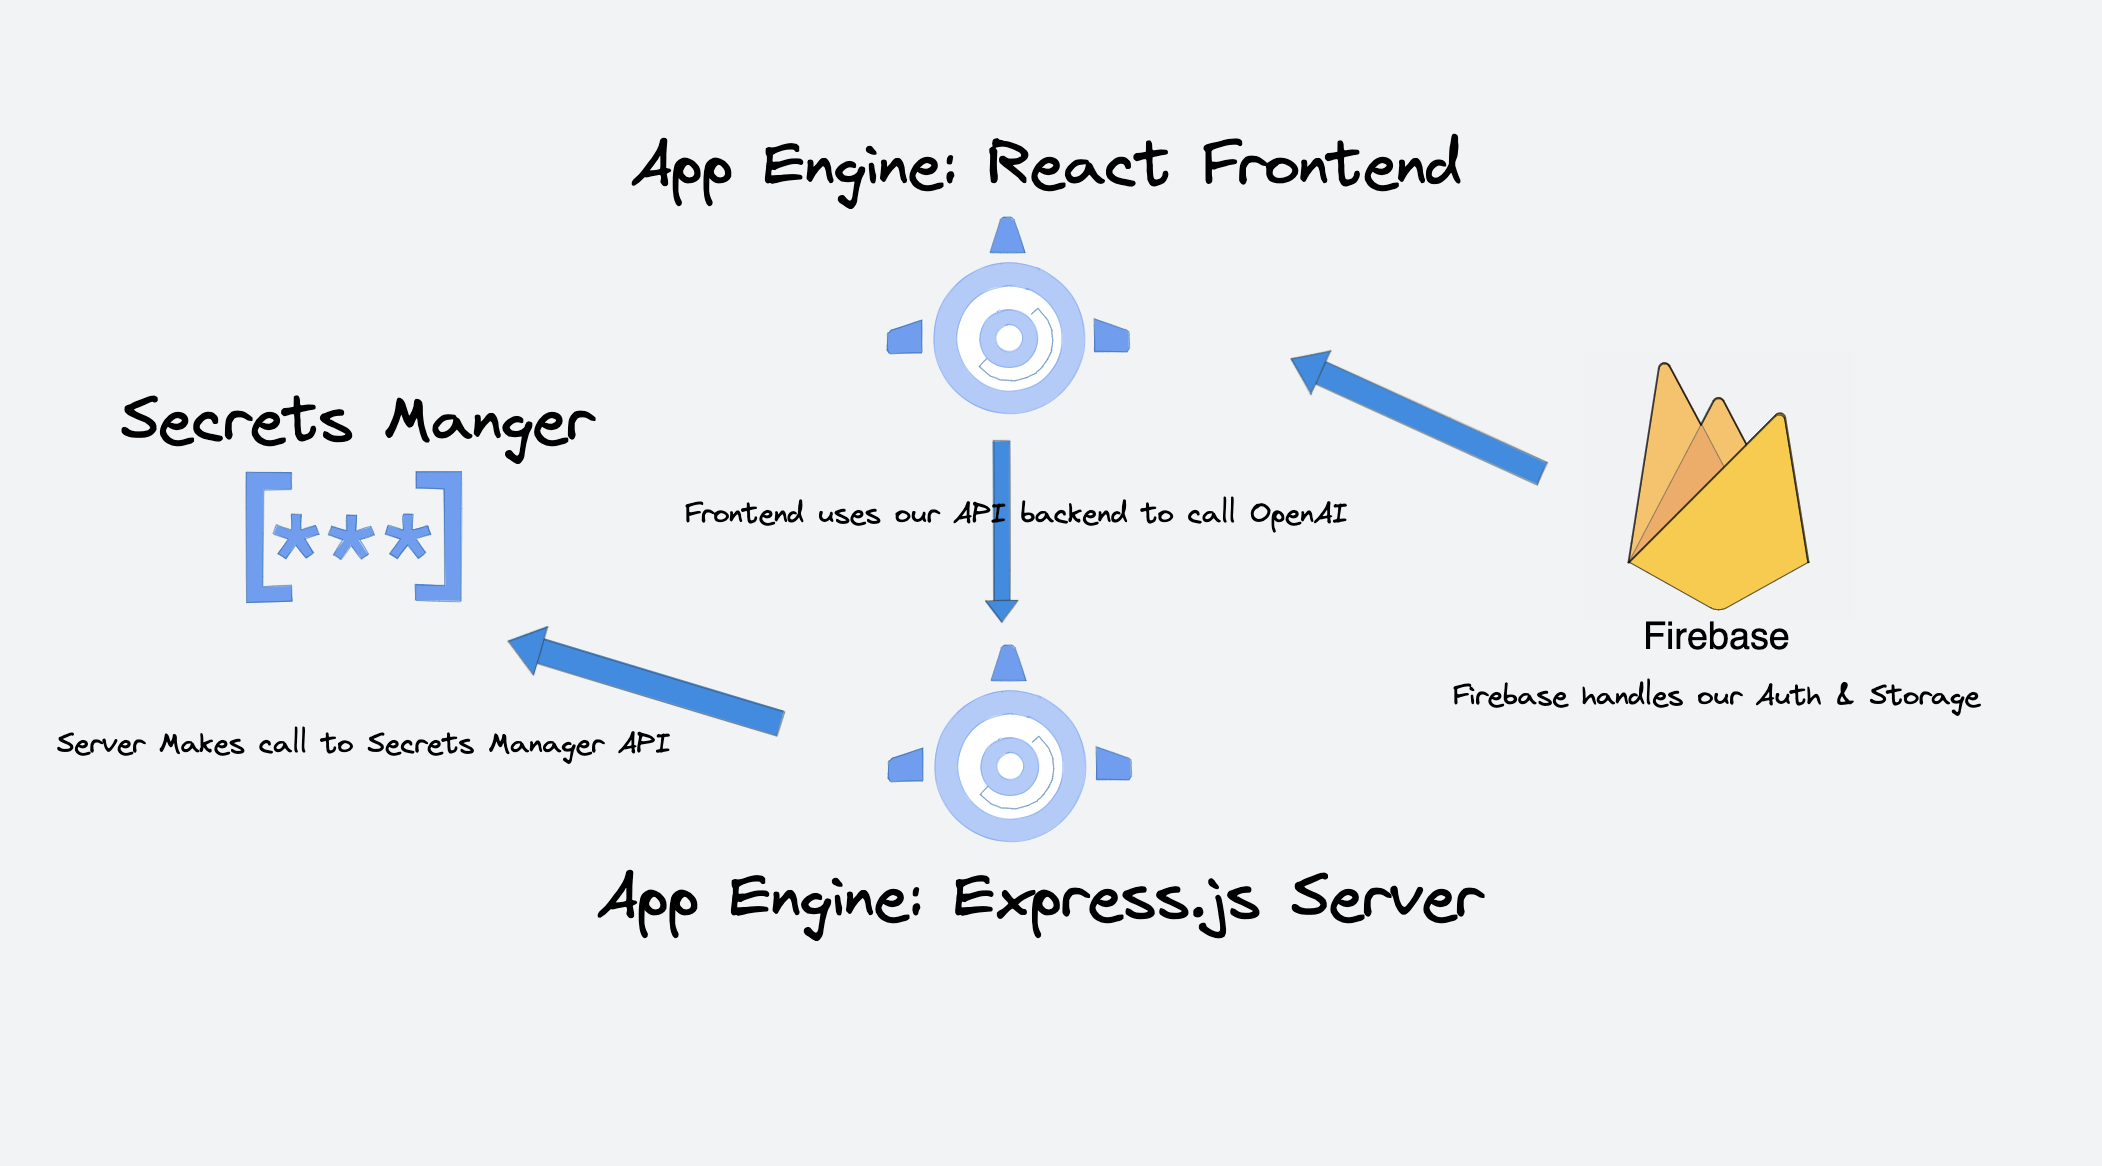 App Engine: React Frontend
Secrets Manger
[***]
Frontend uses our API backend to call OpenAI
Firebase
Firebase handles our Auth & Storage
Server Makes call to Secrets Manager API
App Engine: Express.js Server